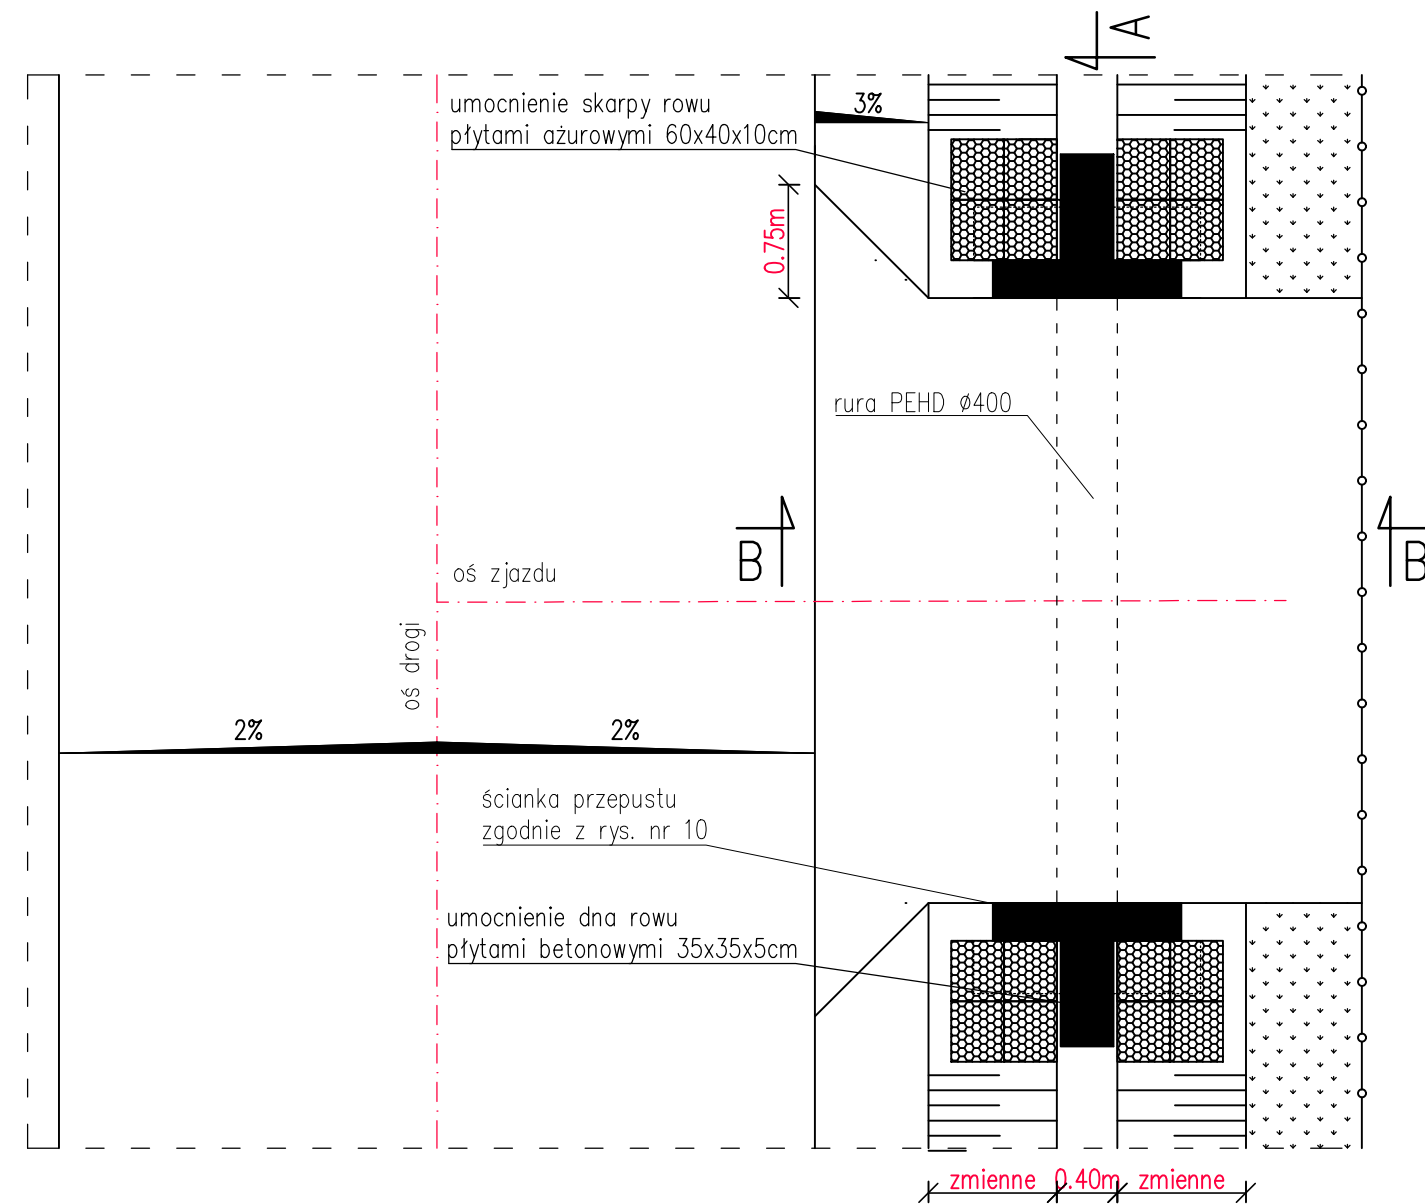 A
umocnienie skarpy rowu
płytami ażurowymi 60x40x10cm
3%
0.75m
rura PEHD ø400
B
B
oś zjazdu
oś drogi
2%
2%
ścianka przepustu
zgodnie z rys. nr 10
umocnienie dna rowu
płytami betonowymi 35x35x5cm
zmienne 0.40m zmienne